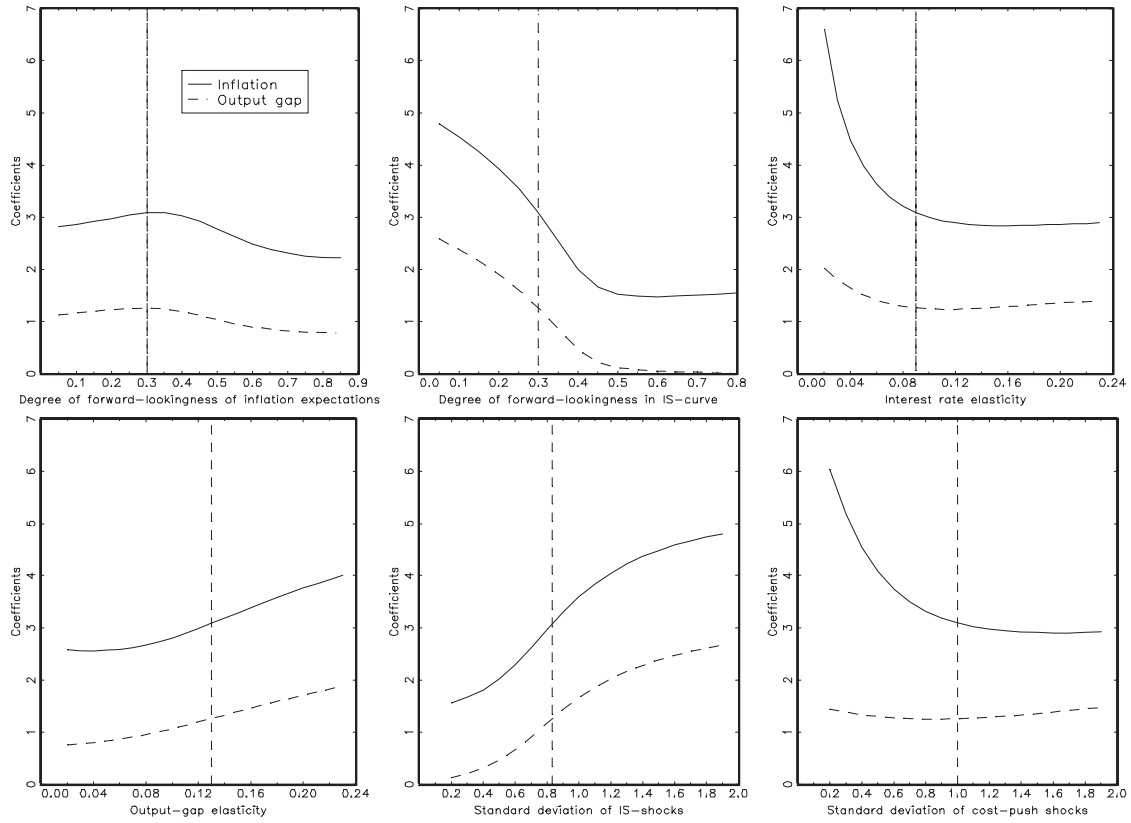 Inflation
Output gap
Coefficients
0 1 2 3 4 5 6 7
0.1 0.2 0.3 0.4 0.5 0.6 0.7 0.8 0.9
Degree of forward-lookingness of inflation expectations
Coefficients
0 1 2 3 4 5 6 7
0.0 0.1 0.2 0.3 0.4 0.5 0.6 0.7 0.8
Degree of forward-lookingness in IS-curve
Coefficients
0 1 2 3 4 5 6 7
0.00 0.04 0.08 0.12 0.16 0.20 0.24
Interest rate elasticity
Coefficients
0 1 2 3 4 5 6 7
0.00 0.04 0.08 0.12 0.16 0.20 0.24
Output-gap elasticity
Coefficients
0 1 2 3 4 5 6 7
0.2 0.4 0.6 0.8 1.0 1.2 1.4 1.6 1.8 2.0
Standard deviation of IS-shocks
Coefficients
0 1 2 3 4 5 6 7
0.2 0.4 0.6 0.8 1.0 1.2 1.4 1.6 1.8 2.0
Standard deviation of cost-push shocks